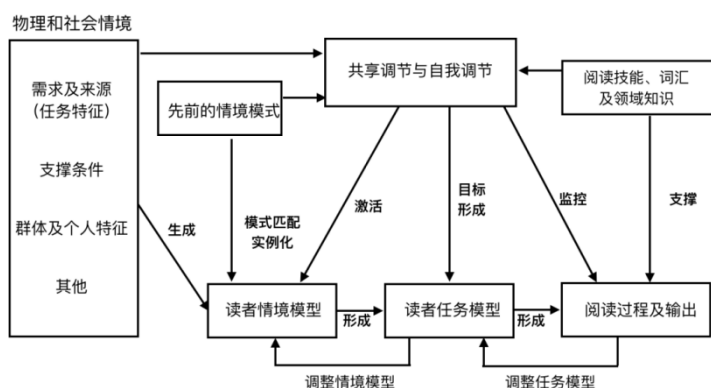 物理和社会情境
需求及来源
（任务特征）
支撑条件
群体及个人特征
其他
先前的情境模式
共享调节与自我调节
阅读技能、词汇
及领域知识
生成
模式匹配
实例化
激活
目标
形成
监控
支撑
读者情境模型
形成
读者任务模型
形成
阅读过程及输出
调整情境模型
调整任务模型